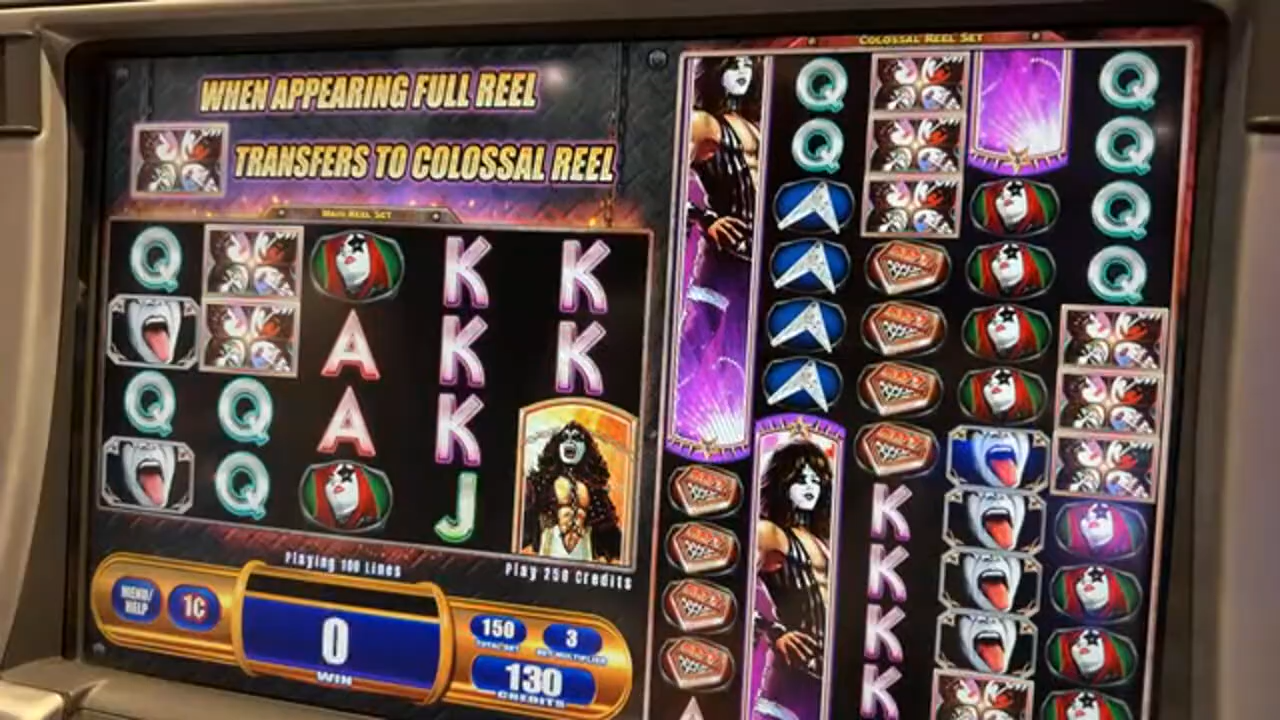 COLOSSAL REEL SET
WHEN APPEARING FULL REEL
TRANSFERS TO COLOSSAL REEL
MAIN REEL SET
Q K K
A K K
Q Q A K
Q J
Playing 100 Lines
Play 250 Credits
MENU/
HELP
1¢
0
WIN
150
TOTAL BET
3
BET MULTIPLIER
130
CREDITS
Q Q
Q Q
Q
Q
K
K
K
K
A